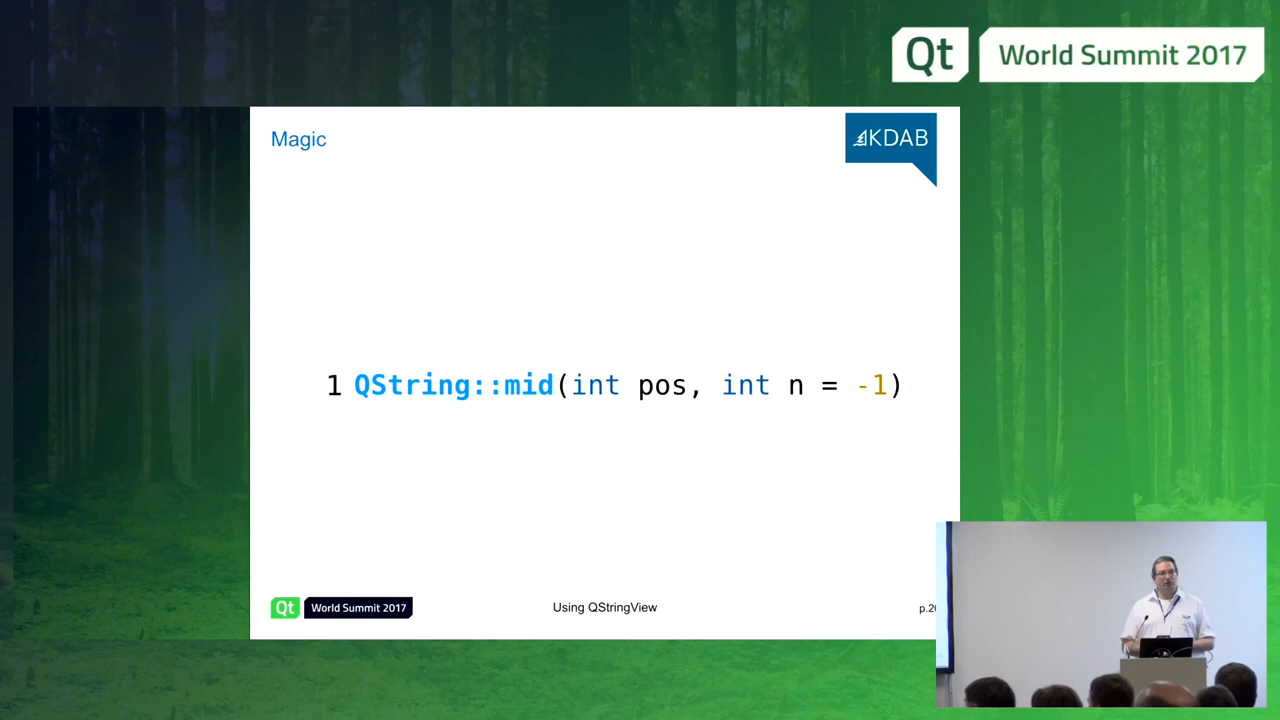 Qt World Summit 2017
Magic
KDAB
1 QString::mid(int pos, int n = -1)
Qt World Summit 2017
Using QStringView